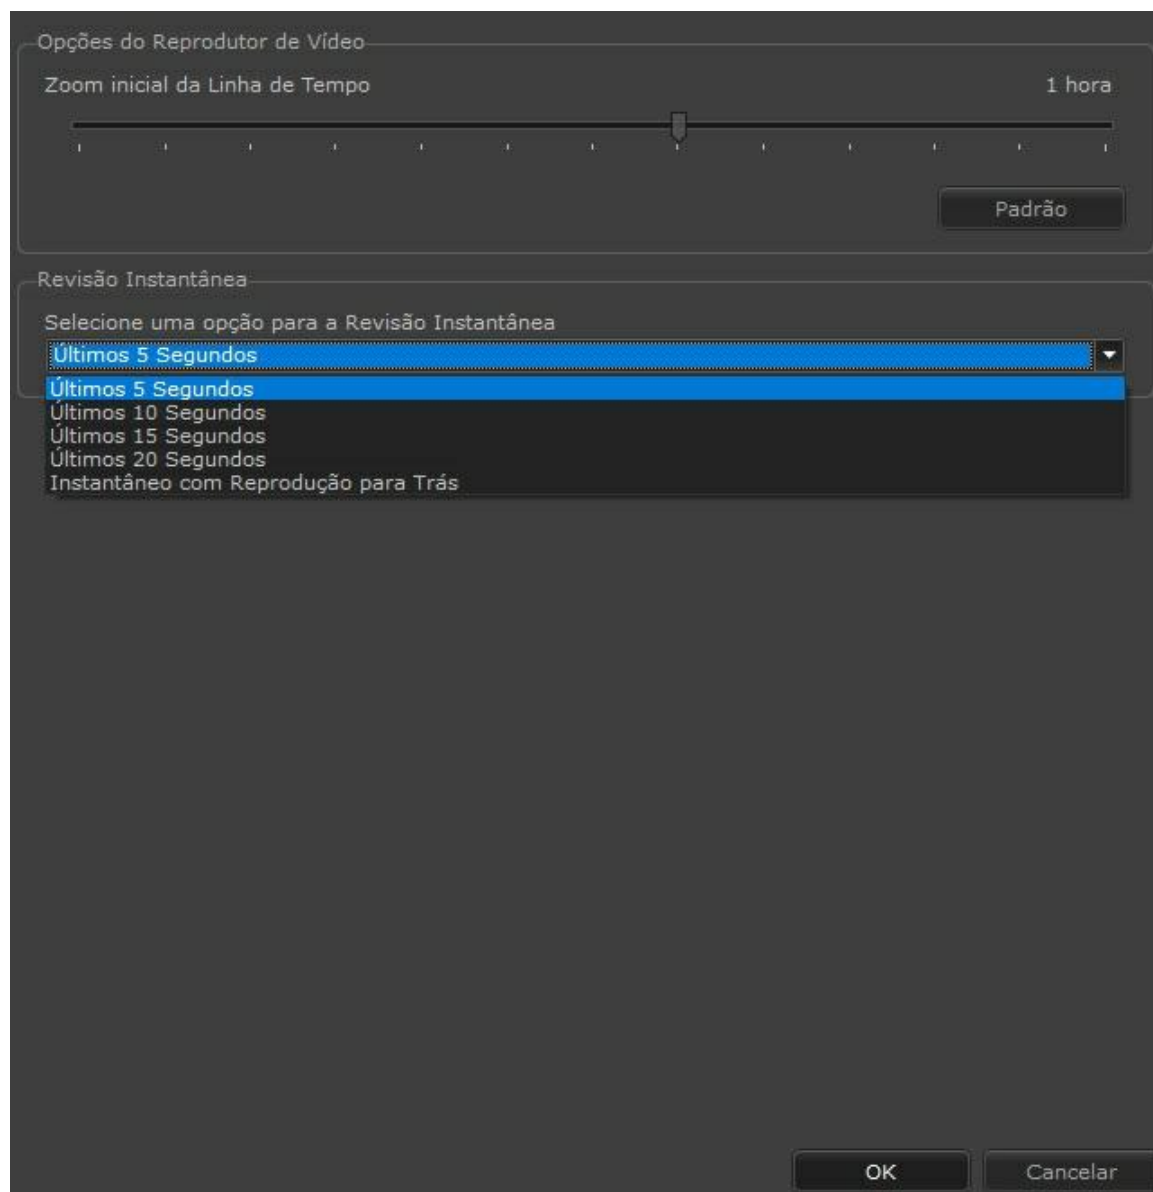 Opções do Reprodutor de Vídeo
Zoom inicial da Linha de Tempo 1 hora
Padrão
Revisão Instantânea
Selecione uma opção para a Revisão Instantânea
Últimos 5 Segundos
Últimos 5 Segundos
Últimos 10 Segundos
Últimos 15 Segundos
Últimos 20 Segundos
Instantâneo com Reprodução para Trás
OK Cancelar